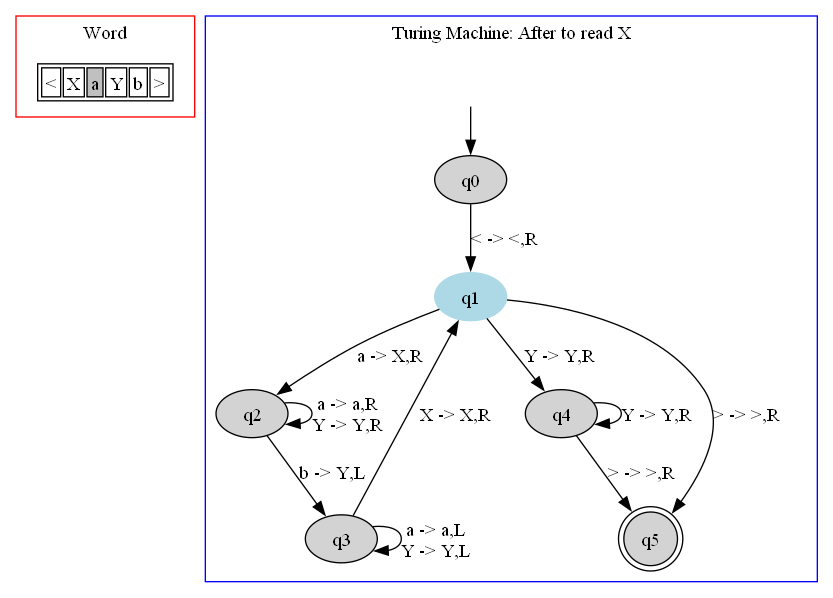 Word
< X a Y b >
Turing Machine: After to read X
q0
< -> <,R
q1
a -> X,R
Y -> Y,R
q2
a -> a,R
Y -> Y,R
X -> X,R
q4
Y -> Y,R
> -> >,R
b -> Y,L
> -> >,R
q3
a -> a,L
Y -> Y,L
q5